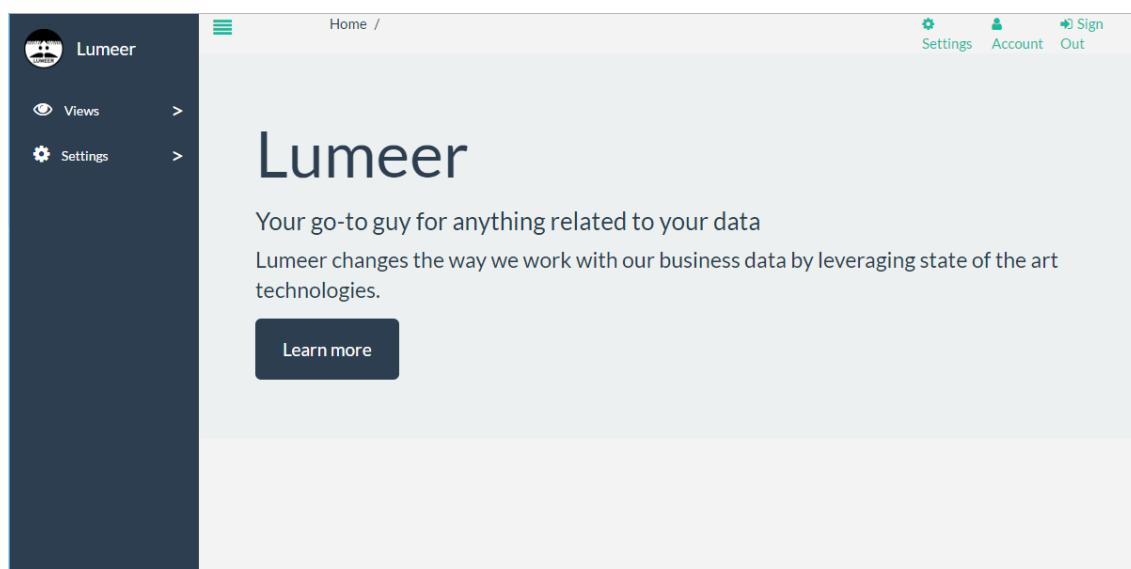 LUMEER
Lumeer
Views >
Settings >
Home /
Settings
Account
Sign
Out
Lumeer
Your go-to guy for anything related to your data
Lumeer changes the way we work with our business data by leveraging state of the art
technologies.
Learn more